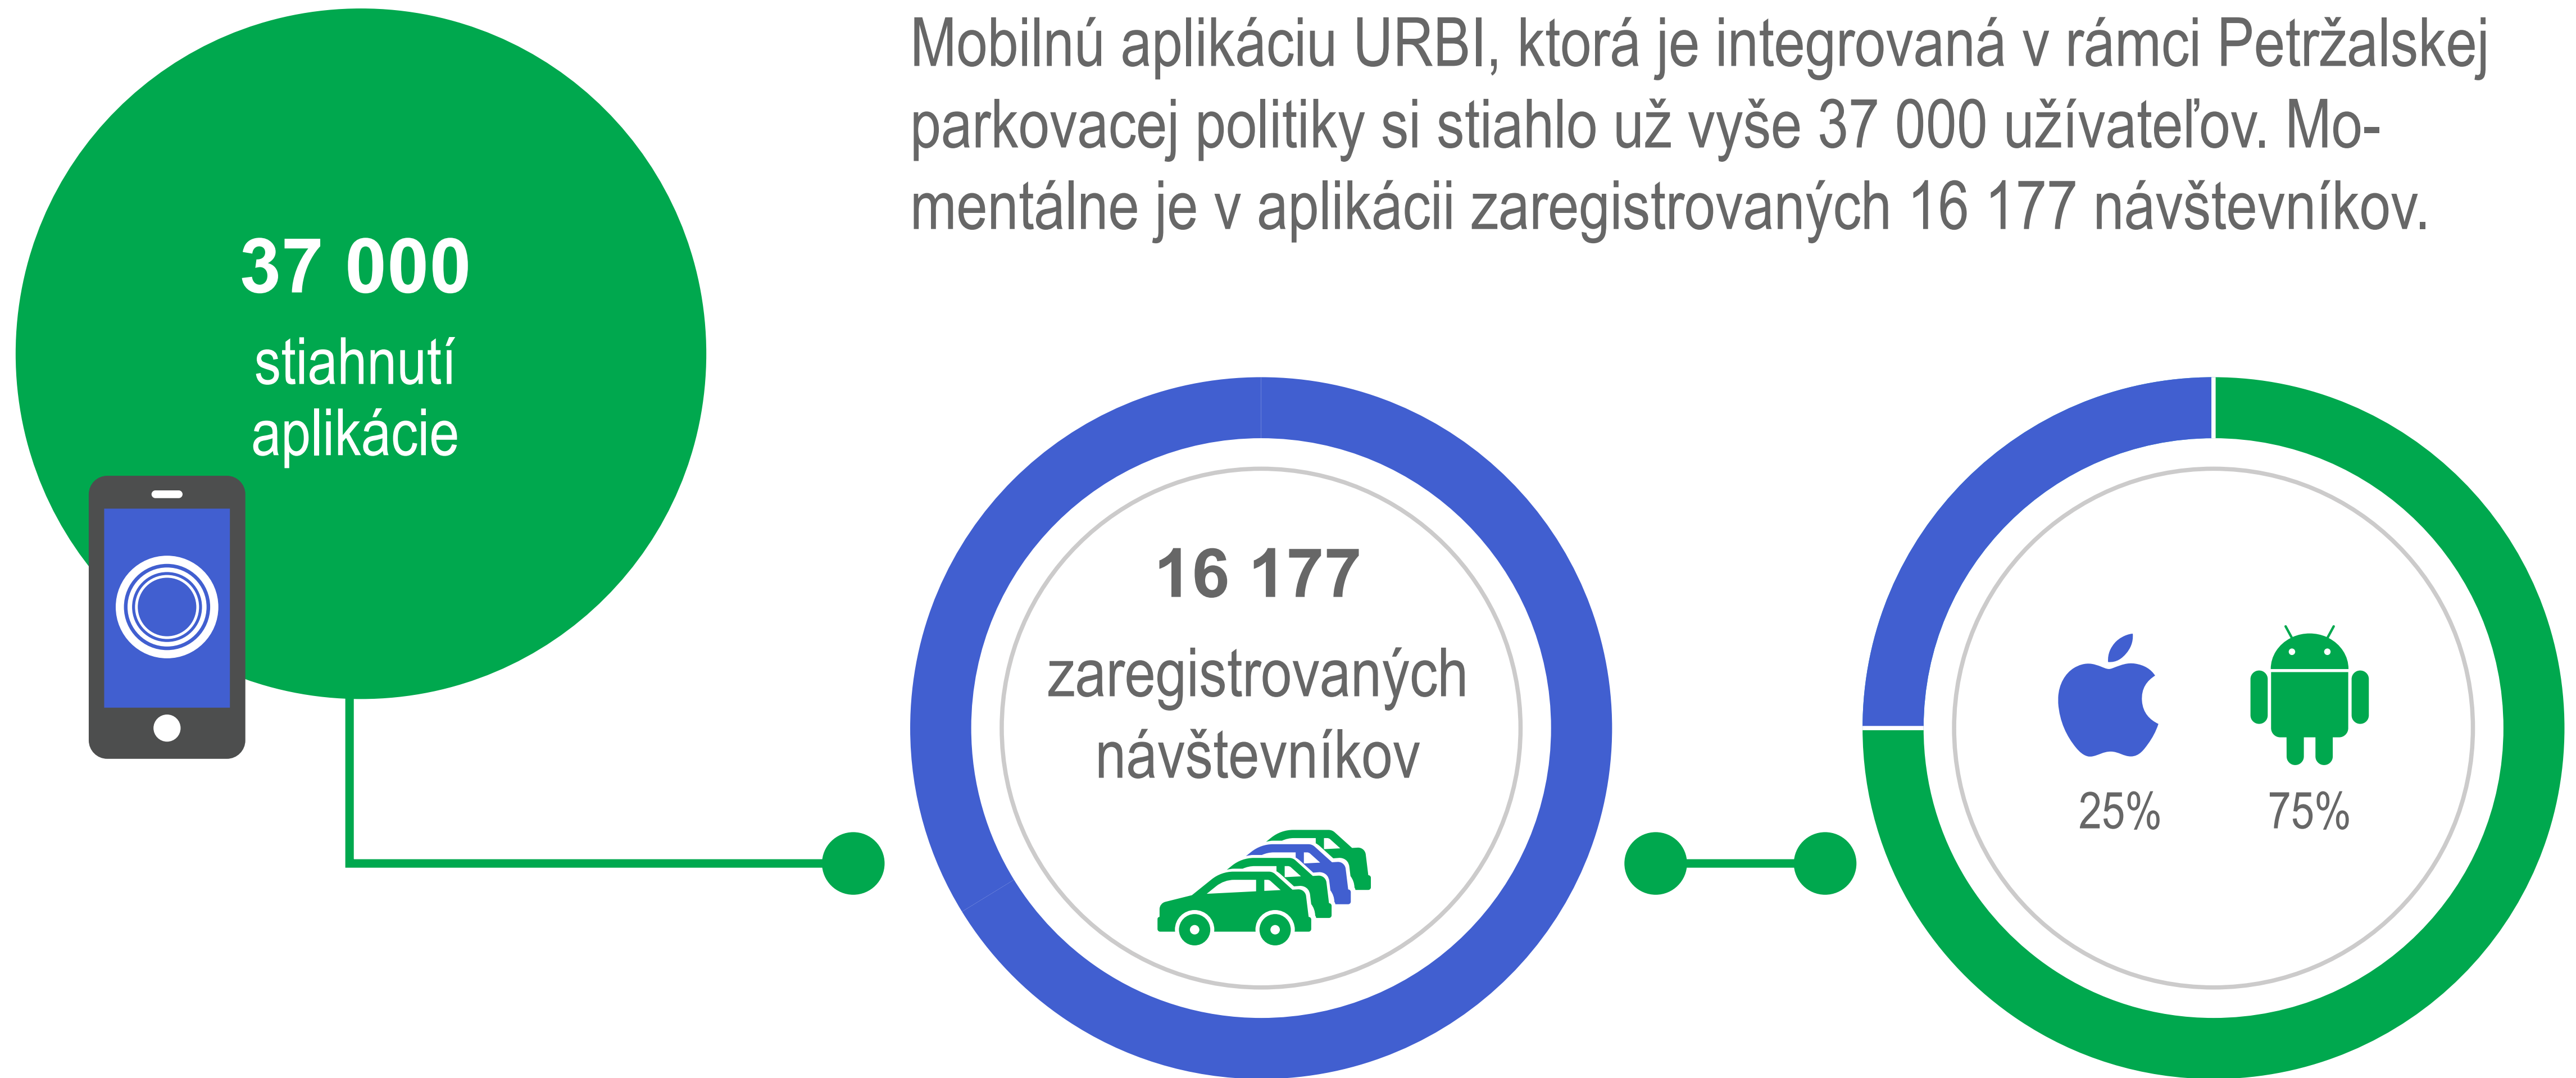 Mobilnú aplikáciu URBI, ktorá je integrovaná v rámci Petržalskej
parkovacej politiky si stiahlo už vyše 37 000 užívateľov. Mo-
mentálne je v aplikácii zaregistrovaných 16 177 návštevníkov.
37 000
stiahnutí
aplikácie
16 177
zaregistrovaných
návštevníkov
25%
75%